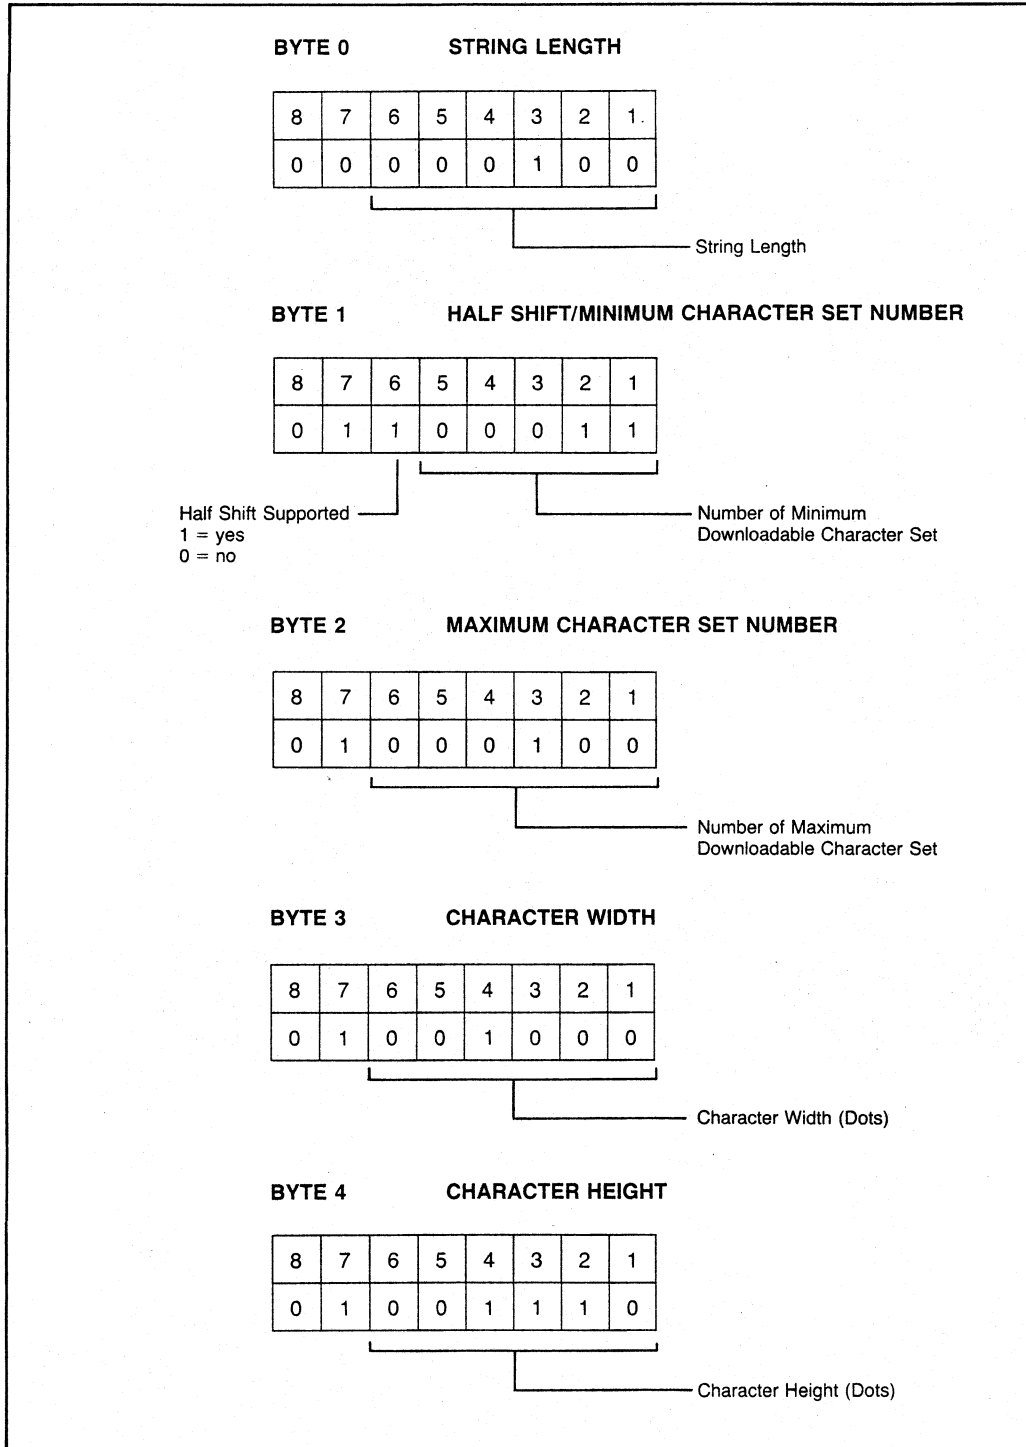 BYTE 0 STRING LENGTH
8 7 6 5 4 3 2 1.
0 0 0 0 0 1 0 0
String Length
BYTE 1 HALF SHIFT/MINIMUM CHARACTER SET NUMBER
8 7 6 5 4 3 2 1
0 1 1 0 0 0 1 1
Half Shift Supported
1 = yes
0 = no
Number of Minimum
Downloadable Character Set
BYTE 2 MAXIMUM CHARACTER SET NUMBER
8 7 6 5 4 3 2 1
0 1 0 0 0 1 0 0
Number of Maximum
Downloadable Character Set
BYTE 3 CHARACTER WIDTH
8 7 6 5 4 3 2 1
0 1 0 0 1 0 0 0
Character Width (Dots)
BYTE 4 CHARACTER HEIGHT
8 7 6 5 4 3 2 1
0 1 0 0 1 1 1 0
Character Height (Dots)